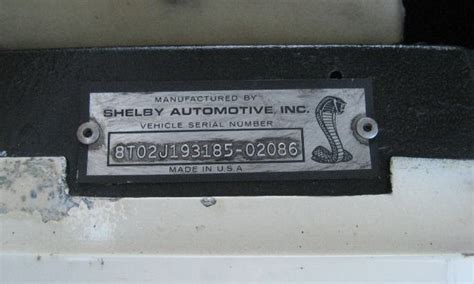 MANUFACTURED BY
SHELBY AUTOMOTIVE, INC.
VEHICLE SERIAL NUMBER
8T02J193185-02086
MADE IN U.S.A